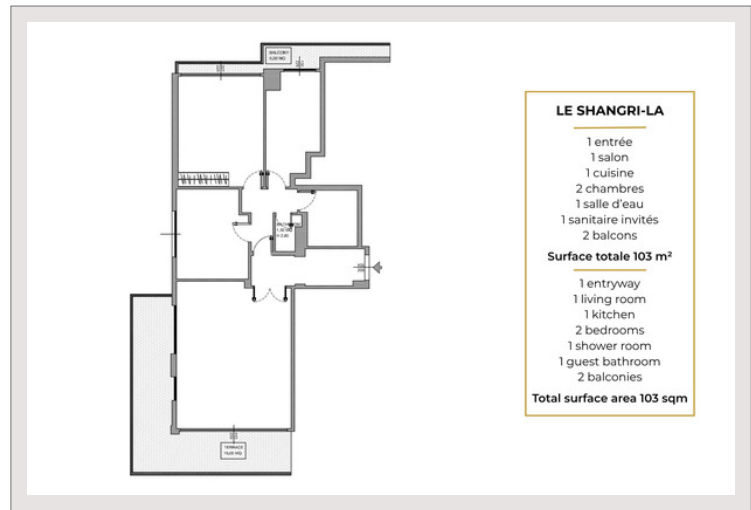 BALCONY
LE SHANGRI-LA
1 entrée
1 salon
1 cuisine
2 chambres
1 salle d'eau
1 sanitaire invités
2 balcons
Surface totale 103 m²
1 entryway
1 living room
1 kitchen
2 bedrooms
1 shower room
1 guest bathroom
2 balconies
Total surface area 103 sqm
TERRACE